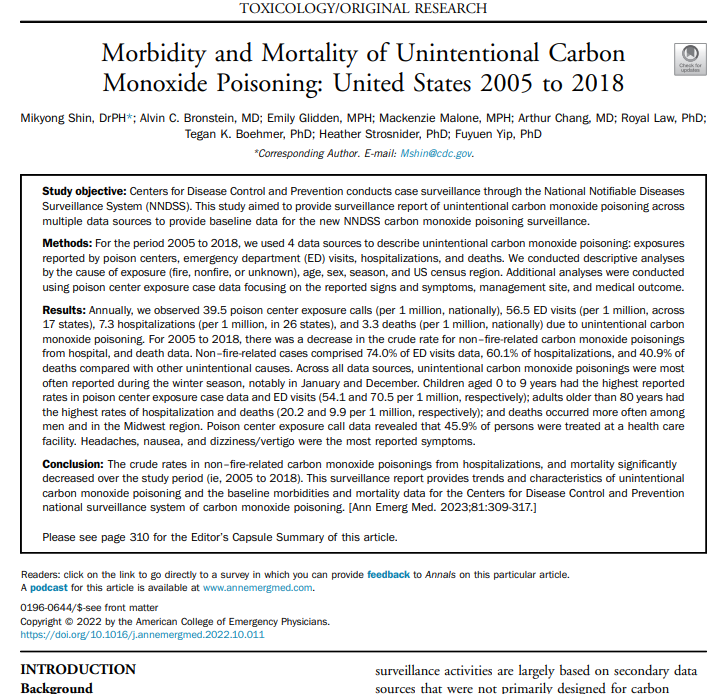 TOXICOLOGY/ORIGINAL RESEARCH
Morbidity and Mortality of Unintentional Carbon
Monoxide Poisoning: United States 2005 to 2018
Check for
updates
Mikyong Shin, DrPH*; Alvin C. Bronstein, MD; Emily Glidden, MPH; Mackenzie Malone, MPH; Arthur Chang, MD; Royal Law, PhD;
Tegan K. Boehmer, PhD; Heather Strosnider, PhD; Fuyuen Yip, PhD
*Corresponding Author. E-mail: Mshin@cdc.gov.
Study objective: Centers for Disease Control and Prevention conducts case surveillance through the National Notifiable Diseases
Surveillance System (NNDSS). This study aimed to provide surveillance report of unintentional carbon monoxide poisoning across
multiple data sources to provide baseline data for the new NNDSS carbon monoxide poisoning surveillance.
Methods: For the period 2005 to 2018, we used 4 data sources to describe unintentional carbon monoxide poisoning: exposures
reported by poison centers, emergency department (ED) visits, hospitalizations, and deaths. We conducted descriptive analyses
by the cause of exposure (fire, nonfire, or unknown), age, sex, season, and US census region. Additional analyses were conducted
using poison center exposure case data focusing on the reported signs and symptoms, management site, and medical outcome.
Results: Annually, we observed 39.5 poison center exposure calls (per 1 million, nationally), 56.5 ED visits (per 1 million, across
17 states), 7.3 hospitalizations (per 1 million, in 26 states), and 3.3 deaths (per 1 million, nationally) due to unintentional carbon
monoxide poisoning. For 2005 to 2018, there was a decrease in the crude rate for non–fire-related carbon monoxide poisonings
from hospital, and death data. Non–fire-related cases comprised 74.0% of ED visits data, 60.1% of hospitalizations, and 40.9% of
deaths compared with other unintentional causes. Across all data sources, unintentional carbon monoxide poisonings were most
often reported during the winter season, notably in January and December. Children aged 0 to 9 years had the highest reported
rates in poison center exposure case data and ED visits (54.1 and 70.5 per 1 million, respectively); adults older than 80 years had
the highest rates of hospitalization and deaths (20.2 and 9.9 per 1 million, respectively); and deaths occurred more often among
men and in the Midwest region. Poison center exposure call data revealed that 45.9% of persons were treated at a health care
facility. Headaches, nausea, and dizziness/vertigo were the most reported symptoms.
Conclusion: The crude rates in non–fire-related carbon monoxide poisonings from hospitalizations, and mortality significantly
decreased over the study period (ie, 2005 to 2018). This surveillance report provides trends and characteristics of unintentional
carbon monoxide poisoning and the baseline morbidities and mortality data for the Centers for Disease Control and Prevention
national surveillance system of carbon monoxide poisoning. [Ann Emerg Med. 2023;81:309-317.]
Please see page 310 for the Editor's Capsule Summary of this article.
Readers: click on the link to go directly to a survey in which you can provide feedback to Annals on this particular article.
A podcast for this article is available at www.annemergmed.com.
0196-0644/$-see front matter
Copyright © 2022 by the American College of Emergency Physicians.
https://doi.org/10.1016/j.annemergmed.2022.10.011
INTRODUCTION
Background
surveillance activities are largely based on secondary data
sources that were not primarily designed for carbon